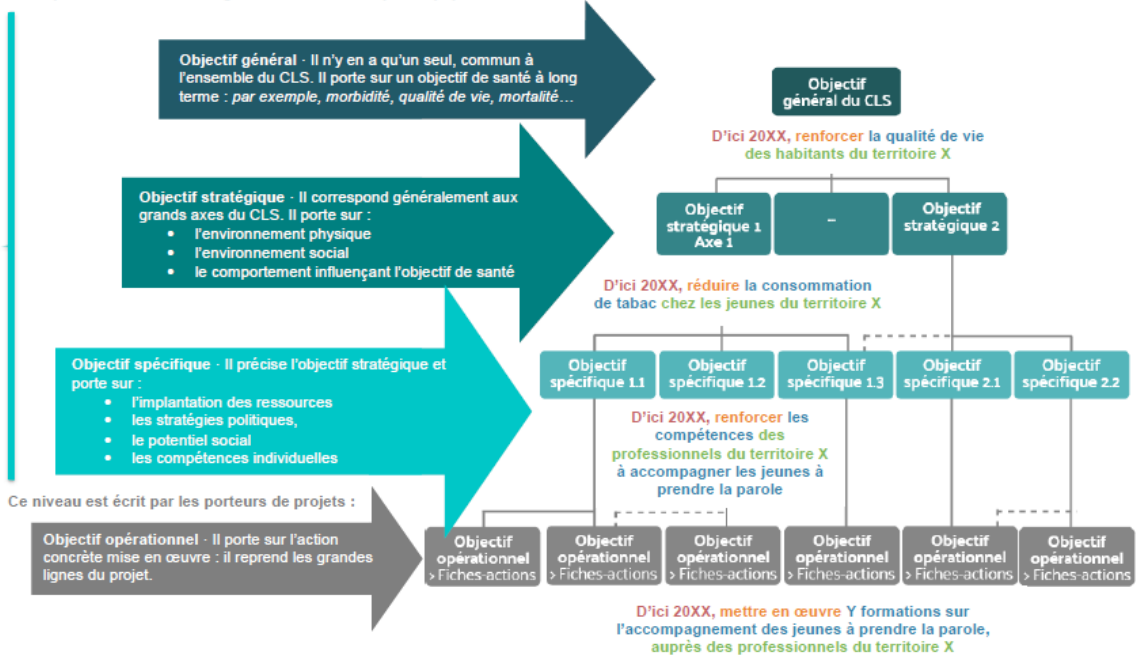 Objectif général · Il n'y en a qu'un seul, commun à
l'ensemble du CLS. Il porte sur un objectif de santé à long
terme : par exemple, morbidité, qualité de vie, mortalité…
Objectif
général du CLS
D'ici 20XX, renforcer la qualité de vie
des habitants du territoire X
Objectif stratégique · Il correspond généralement aux
grands axes du CLS. Il porte sur :
• l'environnement physique
• l'environnement social
• le comportement influençant l'objectif de santé
Objectif
stratégique 1
Axe 1
...
Objectif
stratégique 2
D'ici 20XX, réduire la consommation
de tabac chez les jeunes du territoire X
Objectif spécifique · Il précise l'objectif stratégique et
porte sur :
• l'implantation des ressources
• les stratégies politiques,
• le potentiel social
• les compétences individuelles
Objectif
spécifique 1.1
Objectif
spécifique 1.2
Objectif
spécifique 1.3
Objectif
spécifique 2.1
Objectif
spécifique 2.2
D'ici 20XX, renforcer les
compétences des
professionnels du territoire X
à accompagner les jeunes à
prendre la parole
Ce niveau est écrit par les porteurs de projets :
Objectif opérationnel · Il porte sur l'action
concrète mise en œuvre : il reprend les grandes
lignes du projet.
Objectif
opérationnel
> Fiches-actions
Objectif
opérationnel
> Fiches-actions
Objectif
opérationnel
> Fiches-actions
Objectif
opérationnel
> Fiches-actions
Objectif
opérationnel
> Fiches-actions
Objectif
opérationnel
> Fiches-actions
D'ici 20XX, mettre en œuvre Y formations sur
l'accompagnement des jeunes à prendre la parole,
auprès des professionnels du territoire X